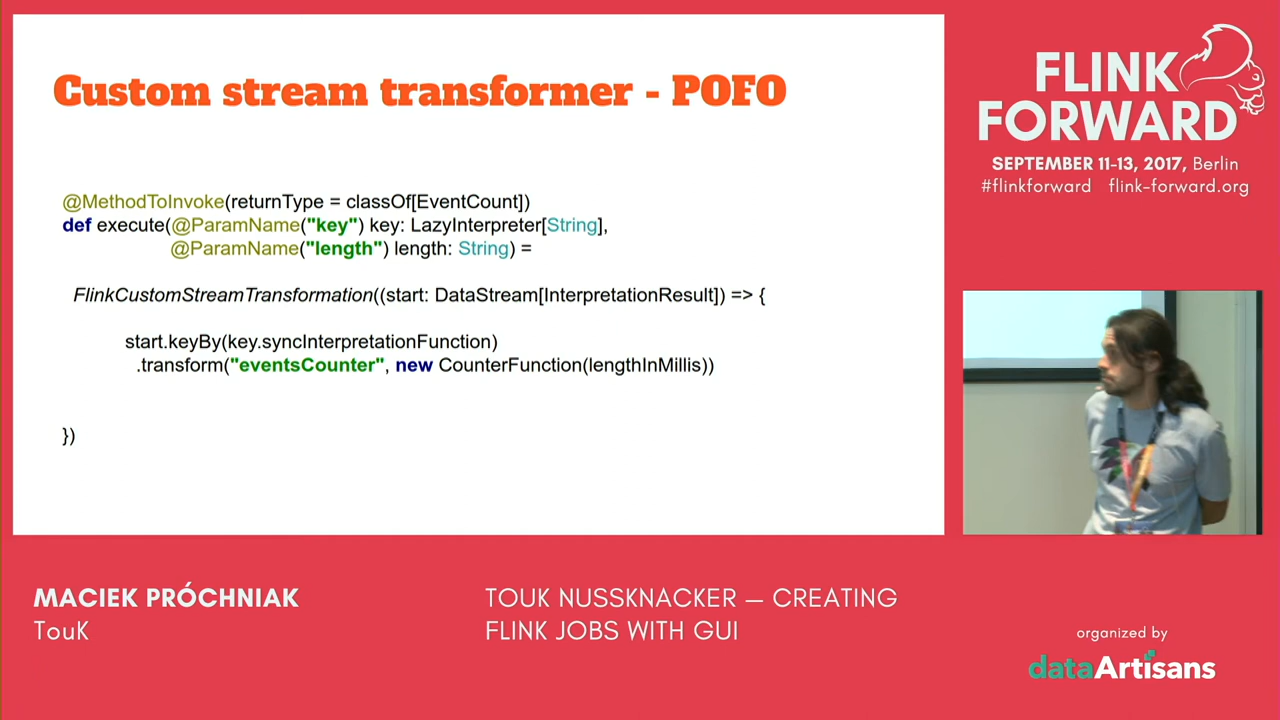 Custom stream transformer - POFO
@MethodToInvoke(returnType = classOf[EventCount])
def execute(@ParamName("key") key: LazyInterpreter[String],
@ParamName("length") length: String) =
FlinkCustomStreamTransformation((start: DataStream[InterpretationResult]) => {
start.keyBy(key.syncInterpretationFunction)
.transform("eventsCounter", new CounterFunction(lengthInMillis))
})
FLINK
FORWARD
SEPTEMBER 11-13, 2017, Berlin
#flinkforward flink-forward.org
MACIEK PRÓCHNIAK
TouK
TOUK NUSSKNACKER — CREATING
FLINK JOBS WITH GUI
organized by
dataArtisans